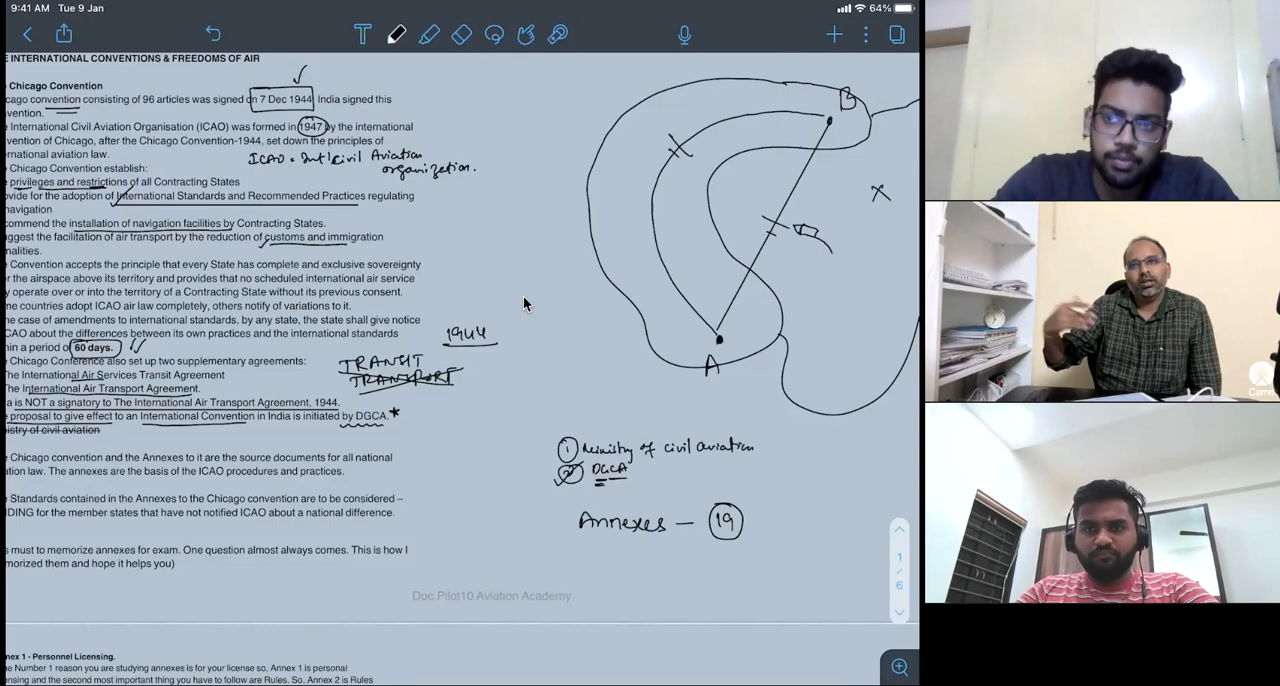 9:41 AM Tue 9 Jan
64%
INTERNATIONAL CONVENTIONS & FREEDOMS OF AIR
Chicago Convention
cago convention consisting of 96 articles was signed on 7 Dec 1944. India signed this
vention.
International Civil Aviation Organisation (ICAO) was formed in 1947 by the international
vention of Chicago, after the Chicago Convention-1944, set down the principles of
rnational aviation law.
ICAO = Int'l Civil Aviation
organization.
Chicago Convention establish:
privileges and restrictions of all Contracting States
ovide for the adoption of International Standards and Recommended Practices regulating
navigation
commend the installation of navigation facilities by Contracting States.
ggest the facilitation of air transport by the reduction of customs and immigration
malities.
Convention accepts the principle that every State has complete and exclusive sovereignty
r the airspace above its territory and provides that no scheduled international air service
y operate over or into the territory of a Contracting State without its previous consent.
me countries adopt ICAO air law completely, others notify of variations to it.
e case of amendments to international standards, by any state, the state shall give notice
CAO about the differences between its own practices and the international standards
hin a period of 60 days.
1944
Chicago Conference also set up two supplementary agreements:
TRANSIT
The International Air Services Transit Agreement
TRANSPORT
The International Air Transport Agreement.
a is NOT a signatory to The International Air Transport Agreement, 1944.
proposal to give effect to an International Convention in India is initiated by DGCA.*
istry of civil aviation
Chicago convention and the Annexes to it are the source documents for all national
ation law. The annexes are the basis of the ICAO procedures and practices.
Standards contained in the Annexes to the Chicago convention are to be considered –
DING for the member states that have not notified ICAO about a national difference.
s must to memorize annexes for exam. One question almost always comes. This is how I
morized them and hope it helps you)
B
A
1 Ministry of civil aviation
2 DGCA
Annexes — 19
1
/
6
Doc.Pilot10 Aviation Academy
nex 1 - Personnel Licensing.
e Number 1 reason you are studying annexes is for your license so, Annex 1 is personal
ensing and the second most important thing you have to follow are Rules. So, Annex 2 is Rules
Camo